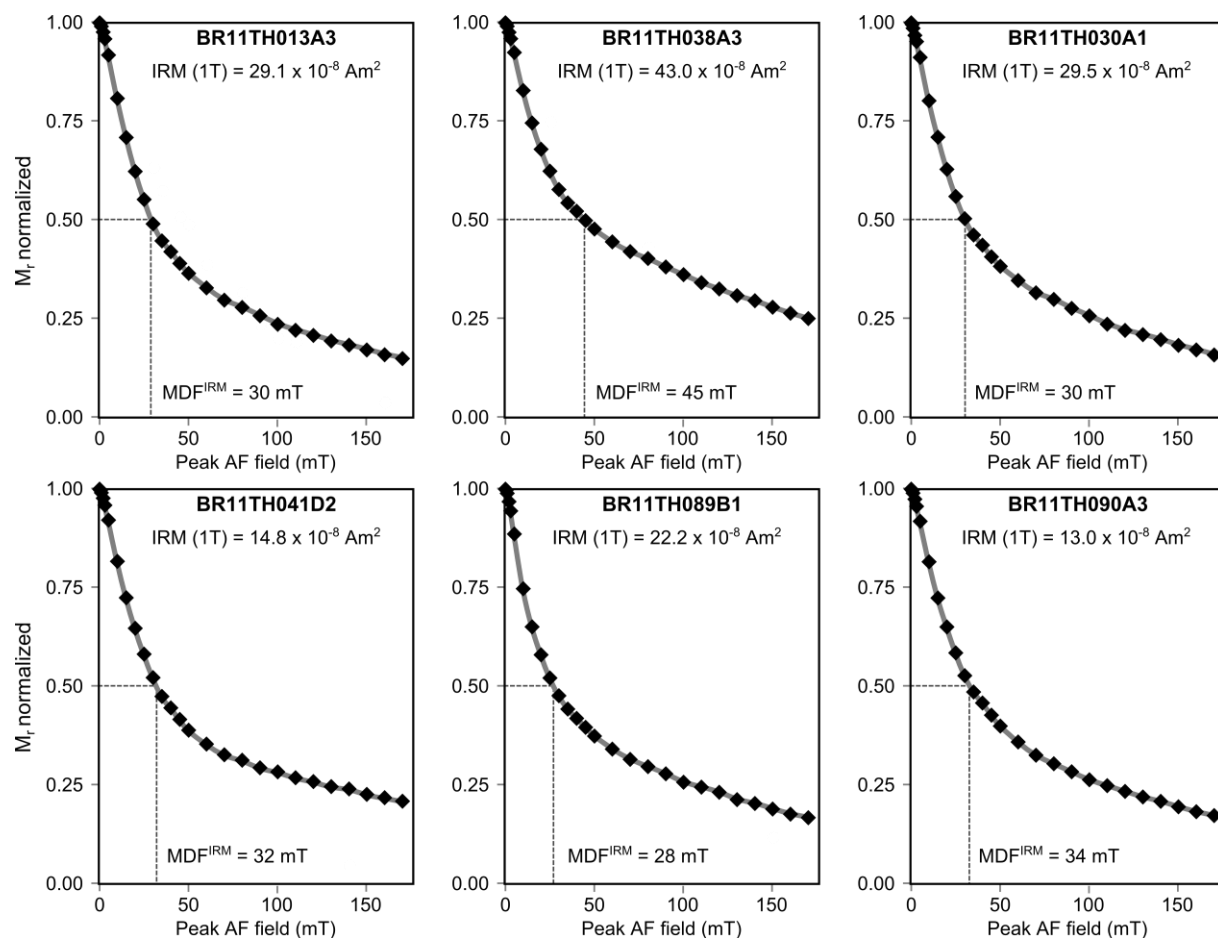 BR11TH013A3
IRM (1T) = 29.1 x 10⁻⁸ Am²
1.00
0.75
0.50
0.25
0.00
Mᵣ normalized
MDFᴵᴿᴹ = 30 mT
0 50 100 150
Peak AF field (mT)
BR11TH038A3
IRM (1T) = 43.0 x 10⁻⁸ Am²
1.00
0.75
0.50
0.25
0.00
MDFᴵᴿᴹ = 45 mT
0 50 100 150
Peak AF field (mT)
BR11TH030A1
IRM (1T) = 29.5 x 10⁻⁸ Am²
1.00
0.75
0.50
0.25
0.00
MDFᴵᴿᴹ = 30 mT
0 50 100 150
Peak AF field (mT)
BR11TH041D2
IRM (1T) = 14.8 x 10⁻⁸ Am²
1.00
0.75
0.50
0.25
0.00
Mᵣ normalized
MDFᴵᴿᴹ = 32 mT
0 50 100 150
Peak AF field (mT)
BR11TH089B1
IRM (1T) = 22.2 x 10⁻⁸ Am²
1.00
0.75
0.50
0.25
0.00
MDFᴵᴿᴹ = 28 mT
0 50 100 150
Peak AF field (mT)
BR11TH090A3
IRM (1T) = 13.0 x 10⁻⁸ Am²
1.00
0.75
0.50
0.25
0.00
MDFᴵᴿᴹ = 34 mT
0 50 100 150
Peak AF field (mT)